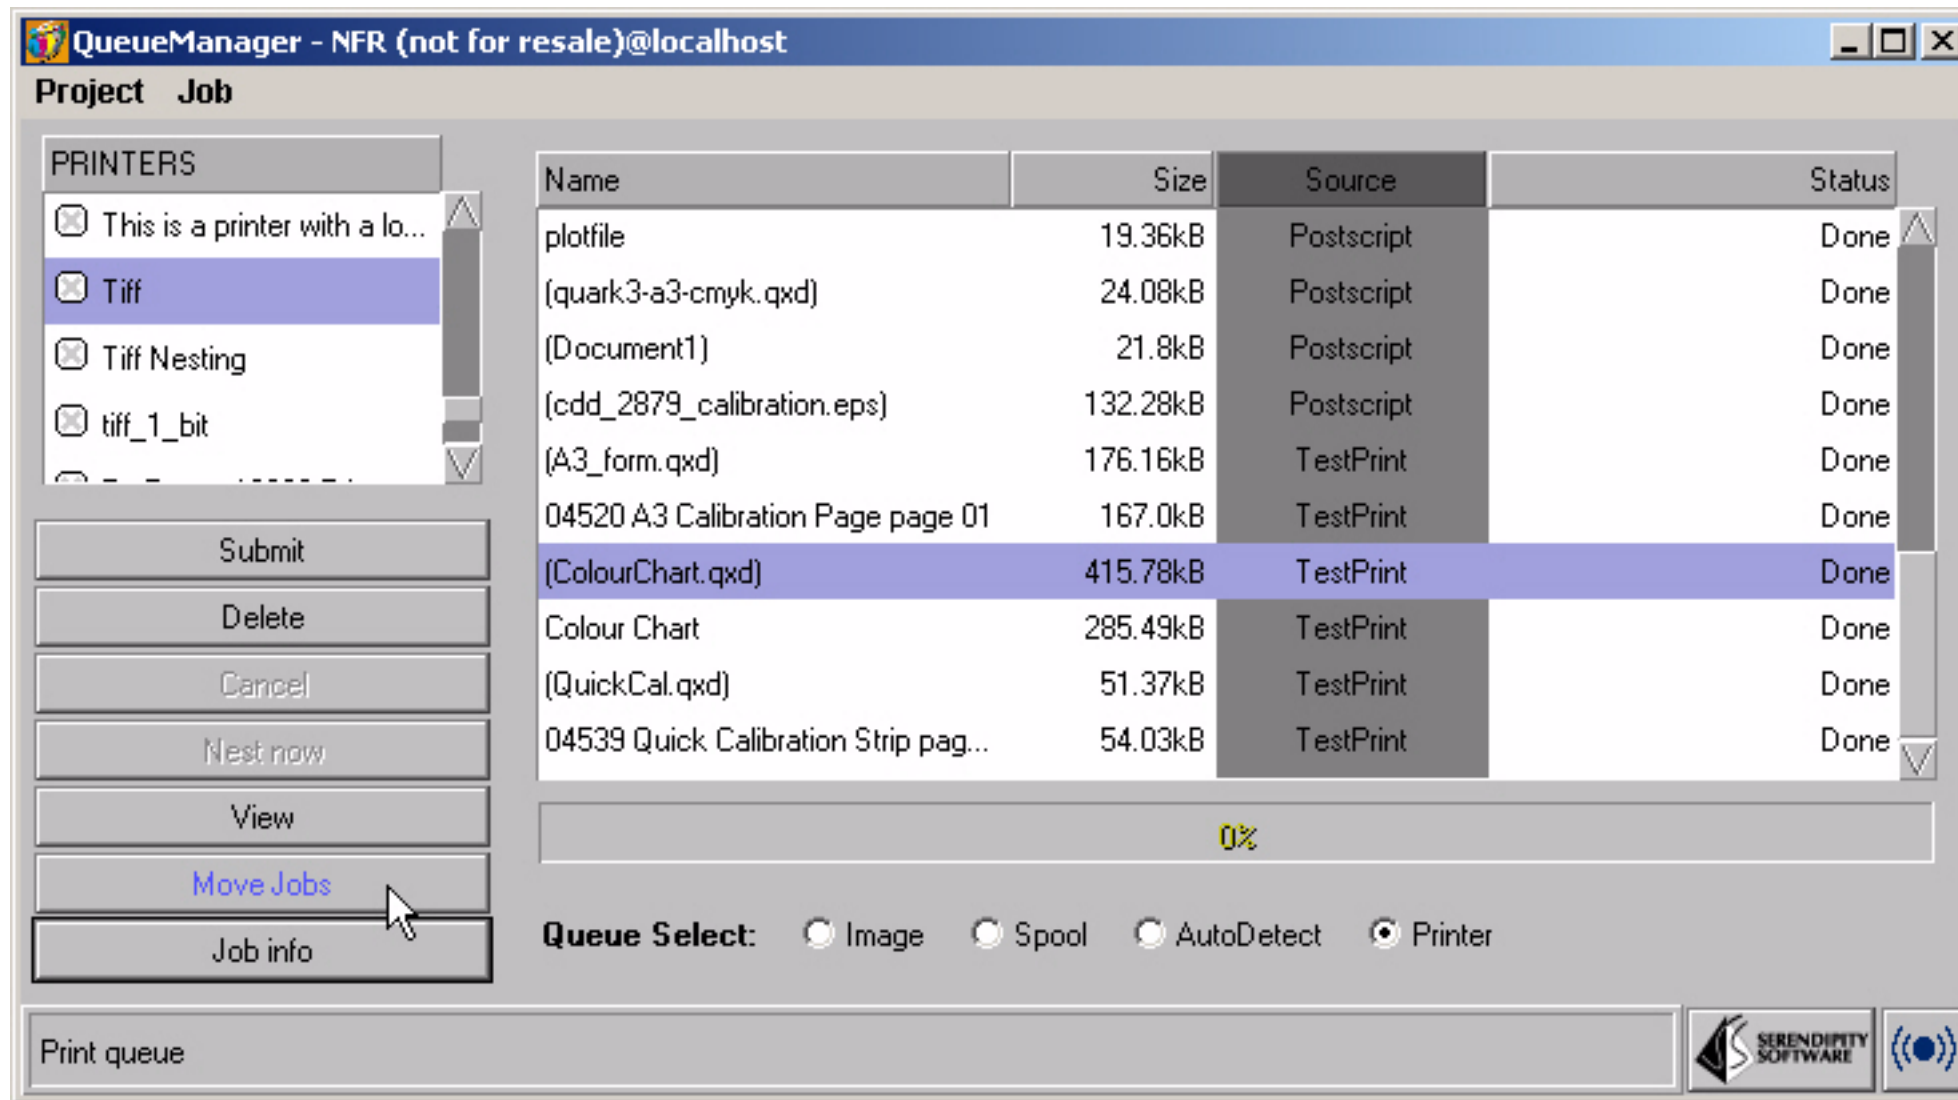 QueueManager - NFR (not for resale)@localhost
Project Job
PRINTERS
This is a printer with a lo...
Tiff
Tiff Nesting
tiff_1_bit
Submit
Delete
Cancel
Nest now
View
Move Jobs
Job info
Name Size Source Status
plotfile 19.36kB Postscript Done
(quark3-a3-cmyk.qxd) 24.08kB Postscript Done
(Document1) 21.8kB Postscript Done
(cdd_2879_calibration.eps) 132.28kB Postscript Done
(A3_form.qxd) 176.16kB TestPrint Done
04520 A3 Calibration Page page 01 167.0kB TestPrint Done
(ColourChart.qxd) 415.78kB TestPrint Done
Colour Chart 285.49kB TestPrint Done
(QuickCal.qxd) 51.37kB TestPrint Done
04539 Quick Calibration Strip pag... 54.03kB TestPrint Done
0%
Queue Select: Image Spool AutoDetect Printer
Print queue
SERENDIPITY
SOFTWARE